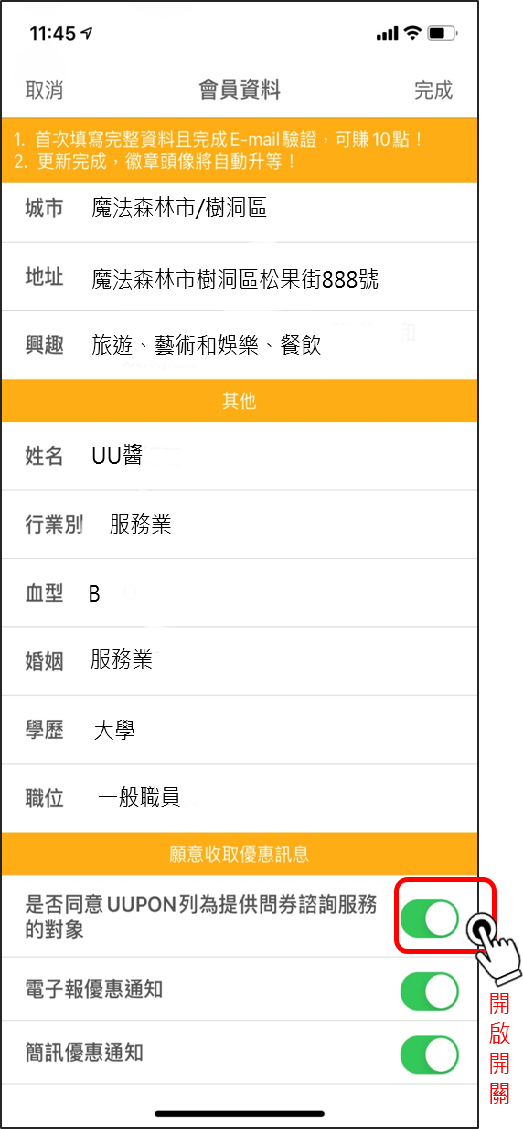 11:45
取消 會員資料 完成
1. 首次填寫完整資料且完成E-mail驗證，可賺10點！
2. 更新完成，徽章頭像將自動升等！
城市 魔法森林市/樹洞區
地址 魔法森林市樹洞區松果街888號
興趣 旅遊、藝術和娛樂、餐飲
其他
姓名 UU醬
行業別 服務業
血型 B
婚姻 服務業
學歷 大學
職位 一般職員
願意收取優惠訊息
是否同意UUPON列為提供問券諮詢服務
的對象
電子報優惠通知
簡訊優惠通知
開啟開關